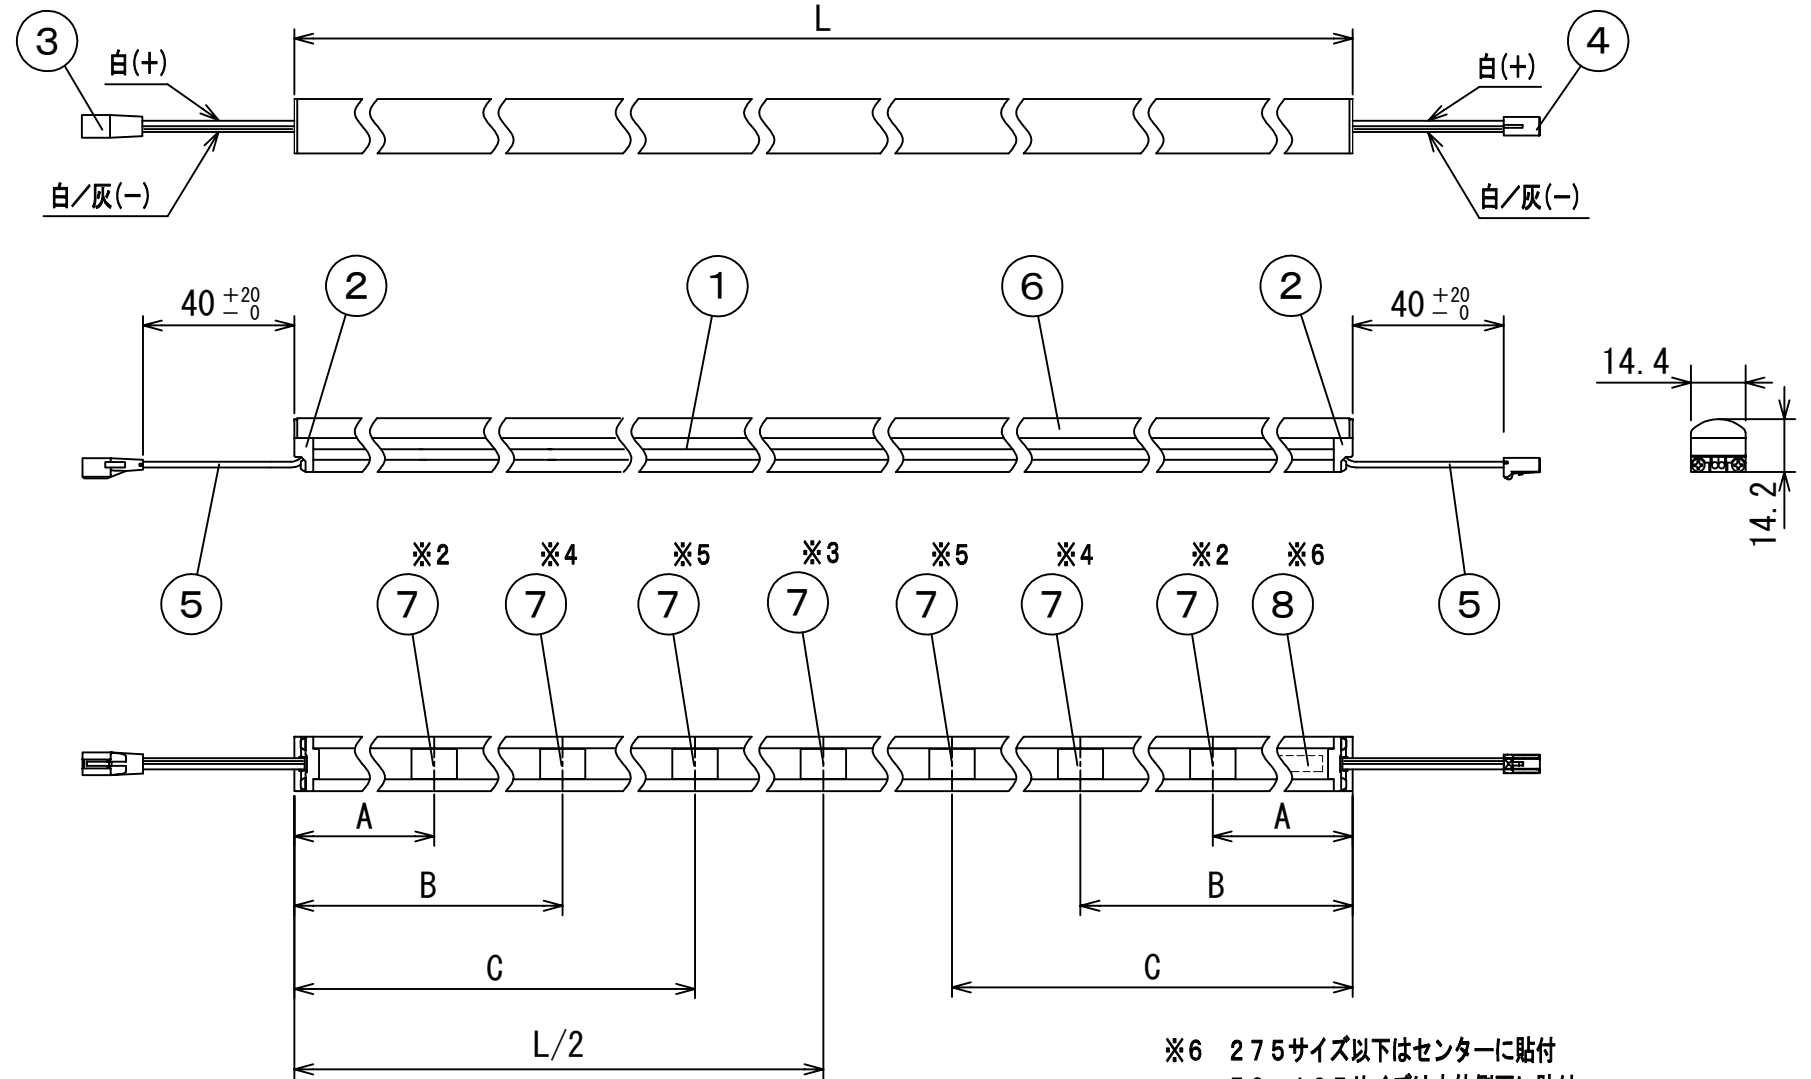 L
③
白(+)
白/灰(-)
④
白(+)
白/灰(-)
40 +20 - 0
②
①
⑥
②
40 +20 - 0
14.4
14.2
⑤
※2
⑦
※4
⑦
※5
⑦
※3
⑦
※5
⑦
※4
⑦
※2
⑦
※6
⑧
⑤
A
A
B
B
C
C
L/2
※6 275サイズ以下はセンターに貼付